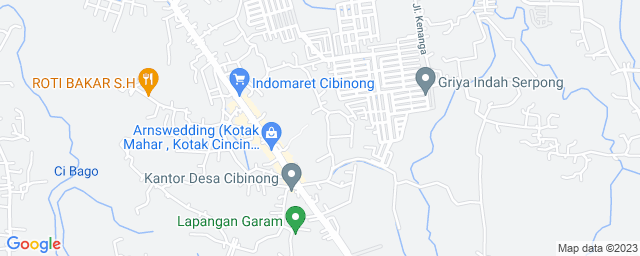 Jl. Kenanga
ROTI BAKAR S.H
Indomaret Cibinong
Griya Indah Serpong
Arnswedding (Kotak
Mahar , Kotak Cincin...
Ci Bago
Kantor Desa Cibinong
Lapangan Garam
Google
Map data ©2023